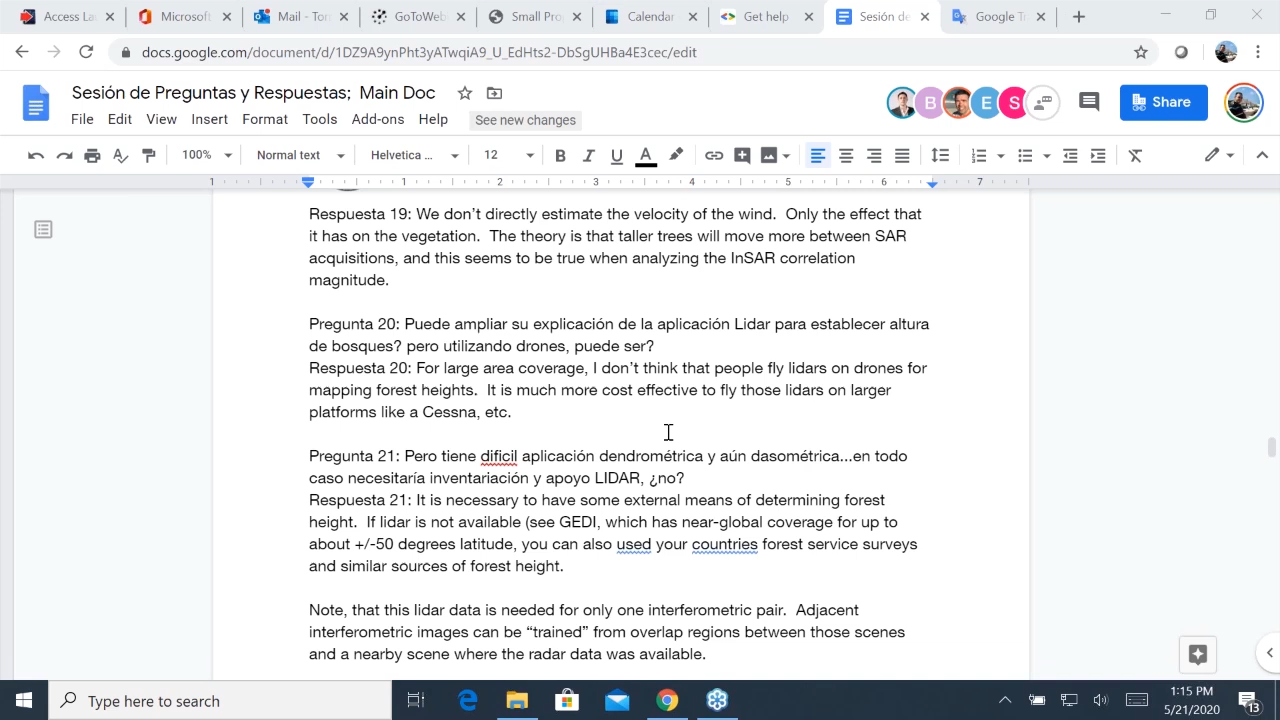 Access La
Microsoft
Mail - Tom
GoToWeb
Small Pro
Calendar
Get help
Sesión de
Google Tr
docs.google.com/document/d/1DZ9A9ynPht3yATwqiA9_U_EdHts2-DbSgUHBa4E3cec/edit
Sesión de Preguntas y Respuestas: Main Doc
B E S
Share
File Edit View Insert Format Tools Add-ons Help See new changes
100% Normal text Helvetica ... 12 B I U A
1 1 2 3 4 5 6 7
Respuesta 19: We don’t directly estimate the velocity of the wind. Only the effect that
it has on the vegetation. The theory is that taller trees will move more between SAR
acquisitions, and this seems to be true when analyzing the InSAR correlation
magnitude.
Pregunta 20: Puede ampliar su explicación de la aplicación Lidar para establecer altura
de bosques? pero utilizando drones, puede ser?
Respuesta 20: For large area coverage, I don’t think that people fly lidars on drones for
mapping forest heights. It is much more cost effective to fly those lidars on larger
platforms like a Cessna, etc.
Pregunta 21: Pero tiene dificil aplicación dendrométrica y aún dasométrica...en todo
caso necesitaría inventariación y apoyo LIDAR, ¿no?
Respuesta 21: It is necessary to have some external means of determining forest
height. If lidar is not available (see GEDI, which has near-global coverage for up to
about +/-50 degrees latitude, you can also used your countries forest service surveys
and similar sources of forest height.
Note, that this lidar data is needed for only one interferometric pair. Adjacent
interferometric images can be “trained” from overlap regions between those scenes
and a nearby scene where the radar data was available.
Type here to search
1:15 PM
5/21/2020
13